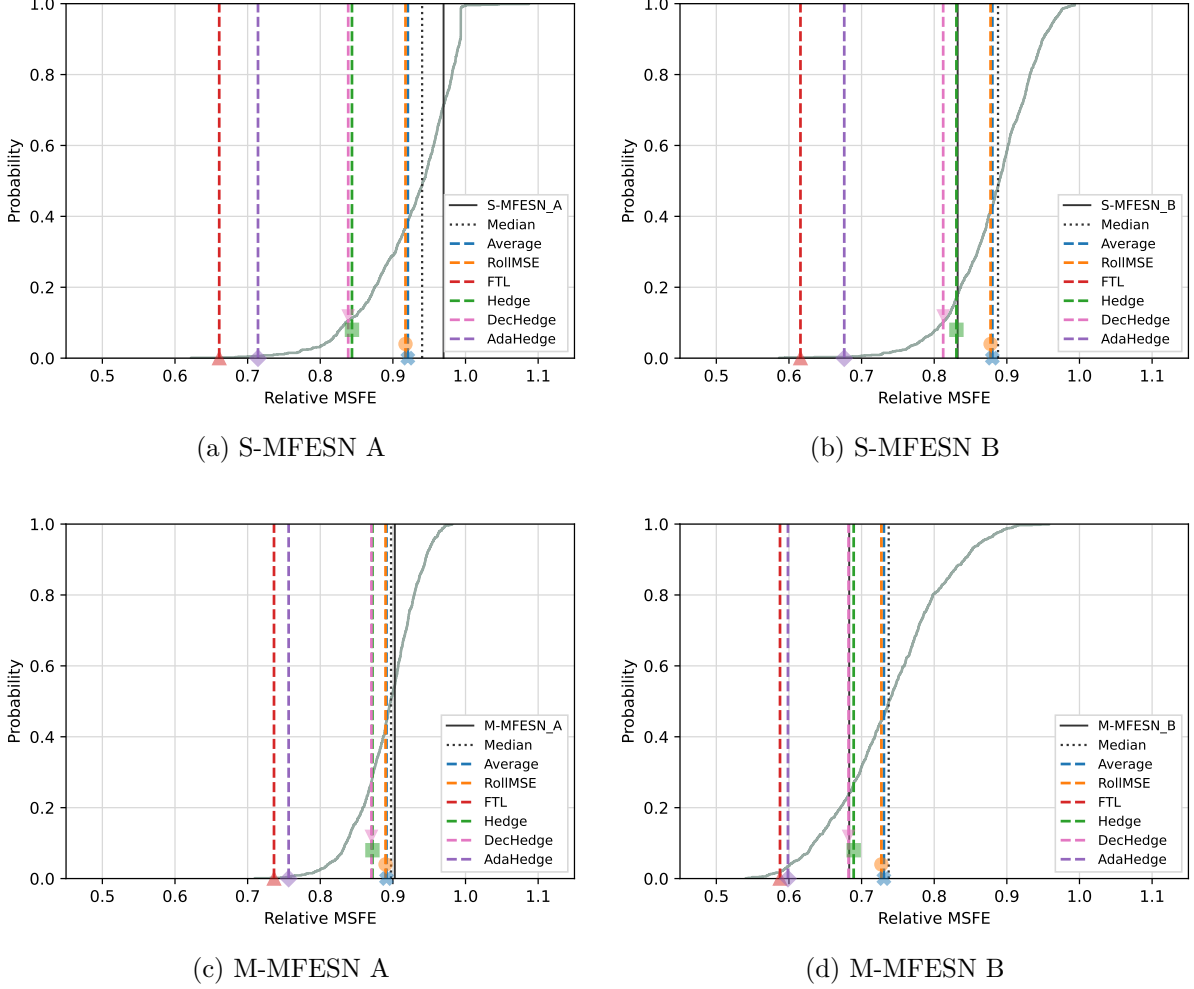 1.0
0.8
0.6
0.4
0.2
0.0
Probability
0.5 0.6 0.7 0.8 0.9 1.0 1.1
Relative MSFE
S-MFESN_A
Median
Average
RollMSE
FTL
Hedge
DecHedge
AdaHedge
(a) S-MFESN A
1.0
0.8
0.6
0.4
0.2
0.0
Probability
0.5 0.6 0.7 0.8 0.9 1.0 1.1
Relative MSFE
S-MFESN_B
Median
Average
RollMSE
FTL
Hedge
DecHedge
AdaHedge
(b) S-MFESN B
1.0
0.8
0.6
0.4
0.2
0.0
Probability
0.5 0.6 0.7 0.8 0.9 1.0 1.1
Relative MSFE
M-MFESN_A
Median
Average
RollMSE
FTL
Hedge
DecHedge
AdaHedge
(c) M-MFESN A
1.0
0.8
0.6
0.4
0.2
0.0
Probability
0.5 0.6 0.7 0.8 0.9 1.0 1.1
Relative MSFE
M-MFESN_B
Median
Average
RollMSE
FTL
Hedge
DecHedge
AdaHedge
(d) M-MFESN B